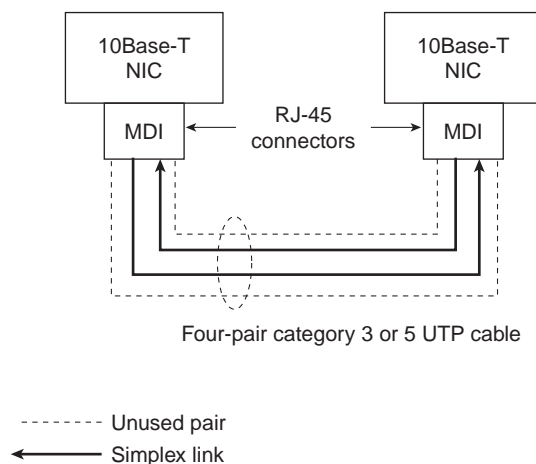 10Base-T
NIC
10Base-T
NIC
MDI
RJ-45
connectors
MDI
Four-pair category 3 or 5 UTP cable
Unused pair
Simplex link